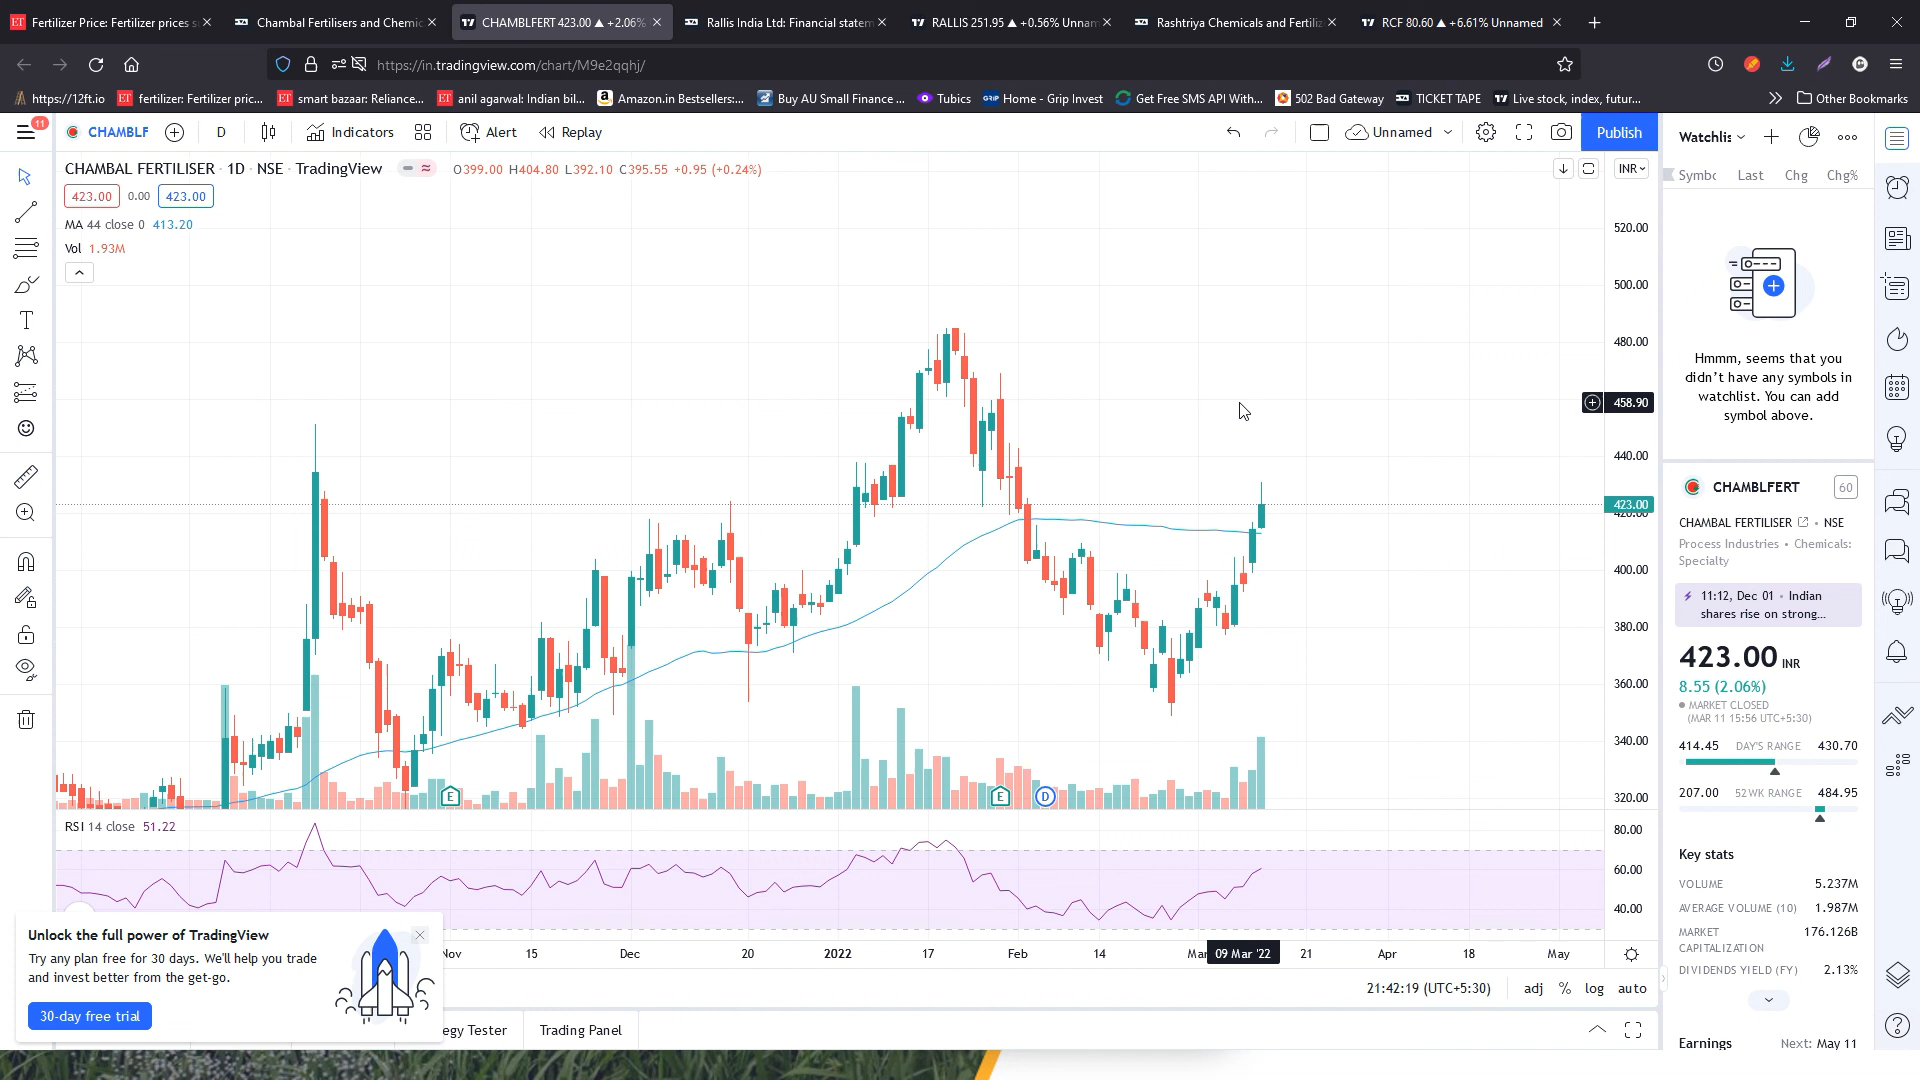 Fertilizer Price: Fertilizer prices s
Chambal Fertilisers and Chemic
CHAMBLFERT 423.00 ▲ +2.06%
Rallis India Ltd: Financial statem
RALLIS 251.95 ▲ +0.56% Unnam
Rashtriya Chemicals and Fertiliz
RCF 80.60 ▲ +6.61% Unnamed
https://in.tradingview.com/chart/M9e2qqhj/
https://12ft.io
ET fertilizer: Fertilizer pric...
ET smart bazaar: Reliance...
ET anil agarwal: Indian bil...
Amazon.in Bestsellers:...
Buy AU Small Finance ...
Tubics
GRIP Home - Grip Invest
Get Free SMS API With...
502 Bad Gateway
TICKET TAPE
Live stock, index, futur...
Other Bookmarks
11
CHAMBLF
D
Indicators
Alert
Replay
Unnamed
Publish
Watchlis
CHAMBAL FERTILISER · 1D · NSE · TradingView
O399.00 H404.80 L392.10 C395.55 +0.95 (+0.24%)
INR
Symbc Last Chg Chg%
423.00 0.00 423.00
MA 44 close 0 413.20
Vol 1.93M
520.00
500.00
480.00
458.90
440.00
423.00
420.00
400.00
380.00
360.00
340.00
320.00
Hmmm, seems that you
didn't have any symbols in
watchlist. You can add
symbol above.
CHAMBLFERT 60
CHAMBAL FERTILISER • NSE
Process Industries • Chemicals:
Specialty
11:12, Dec 01 • Indian
shares rise on strong...
423.00 INR
8.55 (2.06%)
MARKET CLOSED
(MAR 11 15:56 UTC+5:30)
414.45 DAY'S RANGE 430.70
207.00 52WK RANGE 484.95
Key stats
VOLUME 5.237M
AVERAGE VOLUME (10) 1.987M
MARKET
CAPITALIZATION 176.126B
DIVIDENDS YIELD (FY) 2.13%
Earnings Next: May 11
E
E
D
RSI 14 close 51.22
80.00
60.00
40.00
Nov
15
Dec
20
2022
17
Feb
14
Mar
09 Mar '22
21
Apr
18
May
Unlock the full power of TradingView
Try any plan free for 30 days. We'll help you trade
and invest better from the get-go.
30-day free trial
21:42:19 (UTC+5:30)
adj % log auto
egy Tester
Trading Panel